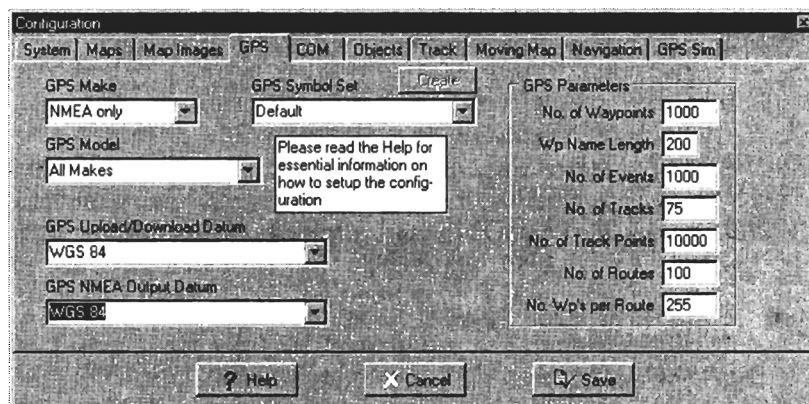 Configuration
System Maps Map Images GPS COM Objects Track Moving Map Navigation GPS Sim
GPS Make
NMEA only
GPS Symbol Set
Create
Default
GPS Model
All Makes
Please read the Help for
essential information on
how to setup the config-
uration
GPS Upload/Download Datum
WGS 84
GPS NMEA Output Datum
WGS 84
GPS Parameters
No. of Waypoints 1000
Wp Name Length 200
No. of Events 1000
No. of Tracks 75
No. of Track Points 10000
No. of Routes 100
No. Wp's per Route 255
? Help
Cancel
Save